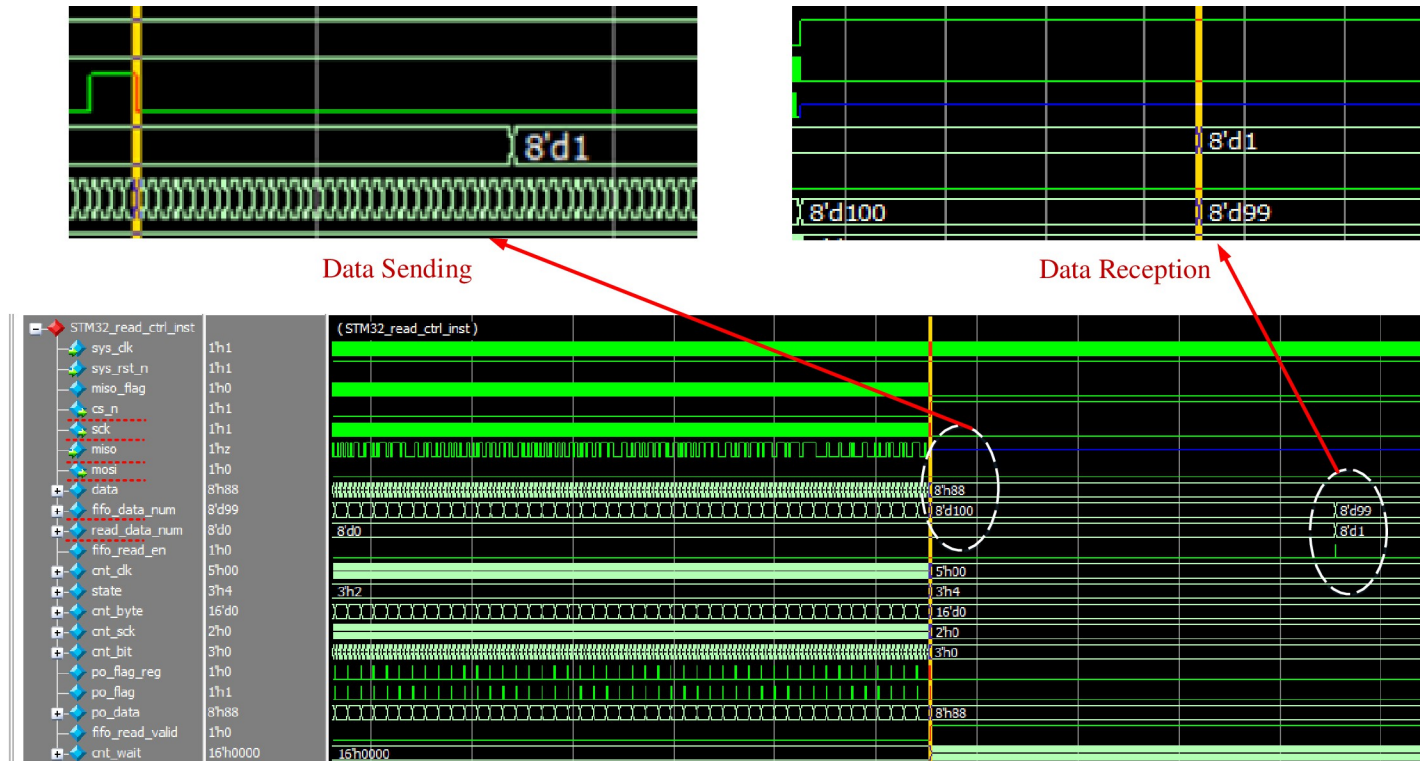 8'd1
8'd1
8'd100 8'd99
Data Sending
Data Reception
STM32_read_ctrl_inst (STM32_read_ctrl_inst)
sys_clk 1'h1
sys_rst_n 1'h1
miso_flag 1'h0
cs_n 1'h1
sck 1'h1
miso 1'hz
mosi 1'h0
data 8'h88 8'h88
fifo_data_num 8'd99 8'd100 8'd99
read_data_num 8'd0 8'd0 8'd1
fifo_read_en 1'h0
cnt_clk 5'h00 5'h00
state 3'h4 3'h2 3'h4
cnt_byte 16'd0 16'd0
cnt_sck 2'h0 2'h0
cnt_bit 3'h0 3'h0
po_flag_reg 1'h0
po_flag 1'h1
po_data 8'h88 8'h88
fifo_read_valid 1'h0
cnt_wait 16'h0000 16'h0000